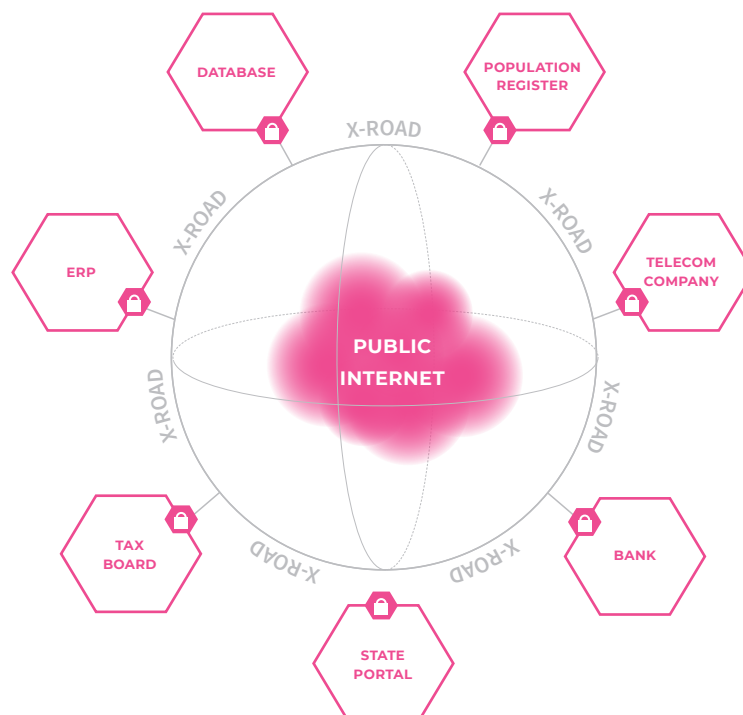 DATABASE
POPULATION
REGISTER
X-ROAD
X-ROAD
X-ROAD
ERP
TELECOM
COMPANY
PUBLIC
INTERNET
X-ROAD
X-ROAD
TAX
BOARD
BANK
X-ROAD
X-ROAD
STATE
PORTAL